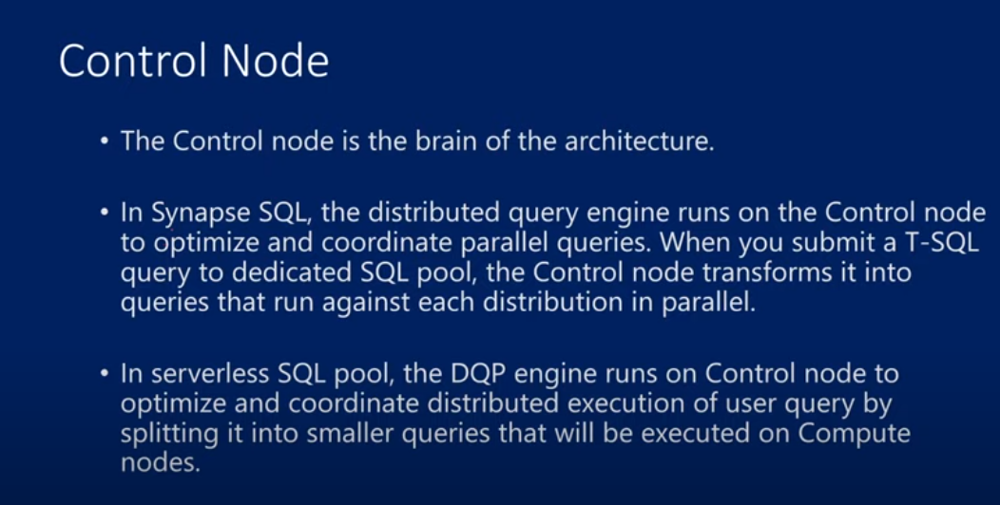 Control Node
• The Control node is the brain of the architecture.
• In Synapse SQL, the distributed query engine runs on the Control node
to optimize and coordinate parallel queries. When you submit a T-SQL
query to dedicated SQL pool, the Control node transforms it into
queries that run against each distribution in parallel.
• In serverless SQL pool, the DQP engine runs on Control node to
optimize and coordinate distributed execution of user query by
splitting it into smaller queries that will be executed on Compute
nodes.